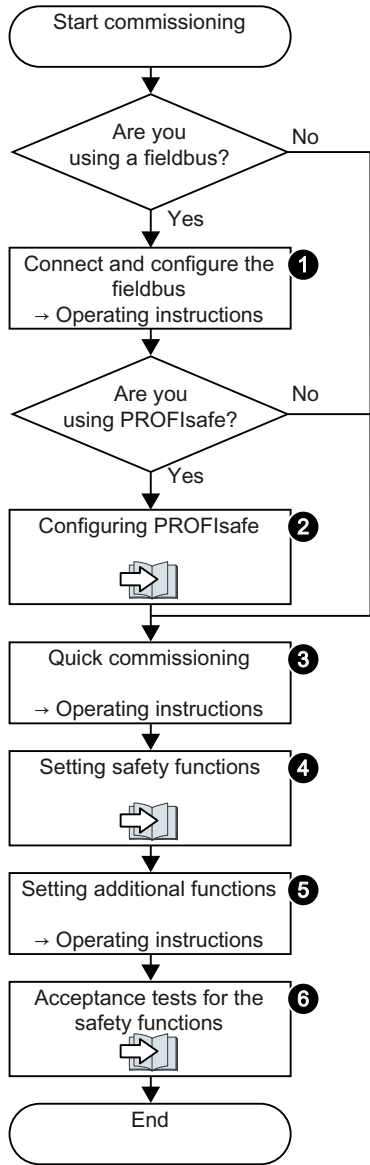 Start commissioning
Are you
using a fieldbus?
No
Yes
Connect and configure the
fieldbus
→ Operating instructions
1
Are you
using PROFIsafe?
No
Yes
Configuring PROFIsafe
2
Quick commissioning
→ Operating instructions
3
Setting safety functions
4
Setting additional functions
→ Operating instructions
5
Acceptance tests for the
safety functions
6
End